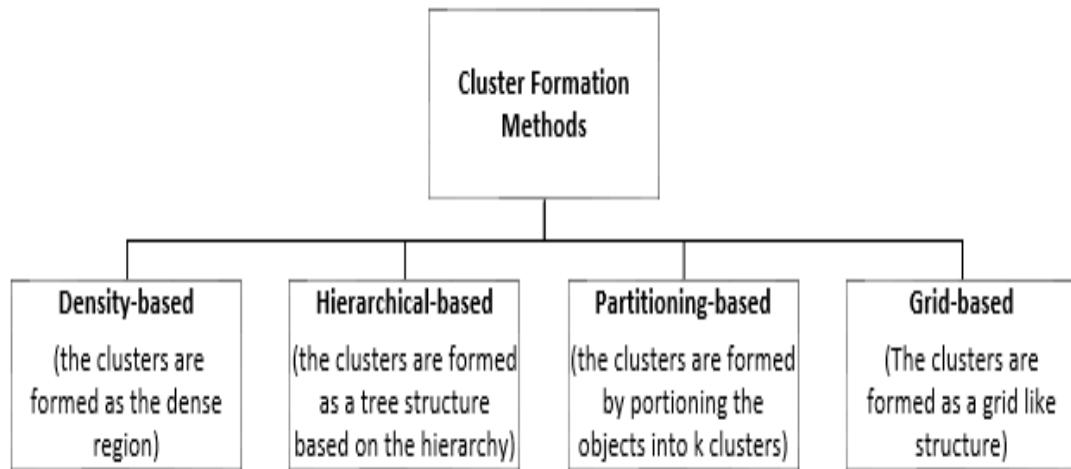 Cluster Formation
Methods
Density-based
(the clusters are
formed as the dense
region)
Hierarchical-based
(the clusters are formed
as a tree structure
based on the hierarchy)
Partitioning-based
(the clusters are formed
by portioning the
objects into k clusters)
Grid-based
(The clusters are
formed as a grid like
structure)